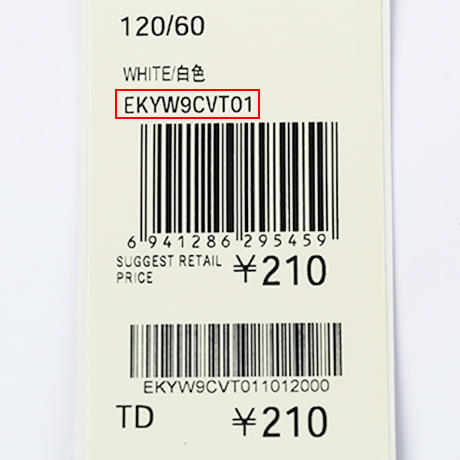 120/60
WHITE/白色
EKYW9CVT01
6 941286 295459
SUGGEST RETAIL PRICE ¥210
EKYW9CVT011012000
TD ¥210